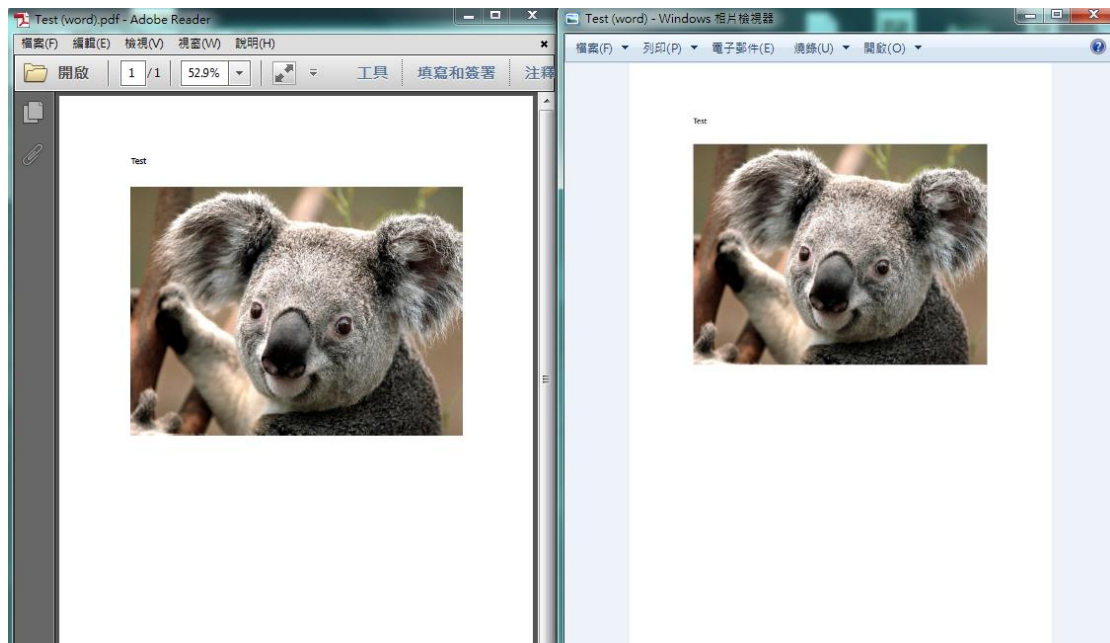 Test (word).pdf - Adobe Reader
檔案(F) 編輯(E) 檢視(V) 視窗(W) 說明(H)
開啟 1 /1 52.9% 工具 填寫和簽署 注釋
Test
Test (word) - Windows 相片檢視器
檔案(F) 列印(P) 電子郵件(E) 燒錄(U) 開啟(O)
Test